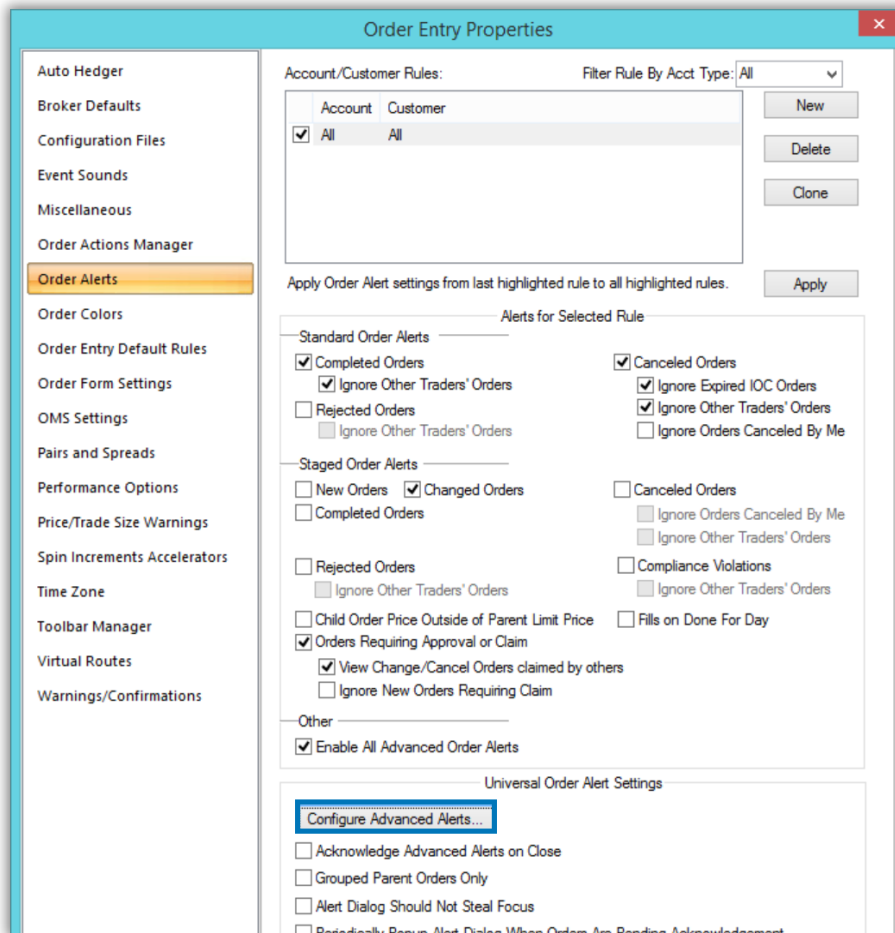 Order Entry Properties
Auto Hedger
Broker Defaults
Configuration Files
Event Sounds
Miscellaneous
Order Actions Manager
Order Alerts
Order Colors
Order Entry Default Rules
Order Form Settings
OMS Settings
Pairs and Spreads
Performance Options
Price/Trade Size Warnings
Spin Increments Accelerators
Time Zone
Toolbar Manager
Virtual Routes
Warnings/Confirmations
Account/Customer Rules: Filter Rule By Acct Type: All
Account Customer
All All
New
Delete
Clone
Apply Order Alert settings from last highlighted rule to all highlighted rules. Apply
Alerts for Selected Rule
Standard Order Alerts
Completed Orders
Ignore Other Traders' Orders
Rejected Orders
Ignore Other Traders' Orders
Canceled Orders
Ignore Expired IOC Orders
Ignore Other Traders' Orders
Ignore Orders Canceled By Me
Staged Order Alerts
New Orders Changed Orders
Completed Orders
Canceled Orders
Ignore Orders Canceled By Me
Ignore Other Traders' Orders
Rejected Orders
Ignore Other Traders' Orders
Compliance Violations
Ignore Other Traders' Orders
Child Order Price Outside of Parent Limit Price Fills on Done For Day
Orders Requiring Approval or Claim
View Change/Cancel Orders claimed by others
Ignore New Orders Requiring Claim
Other
Enable All Advanced Order Alerts
Universal Order Alert Settings
Configure Advanced Alerts...
Acknowledge Advanced Alerts on Close
Grouped Parent Orders Only
Alert Dialog Should Not Steal Focus
Periodically Popup Alert Dialog When Orders Are Pending Acknowledgement